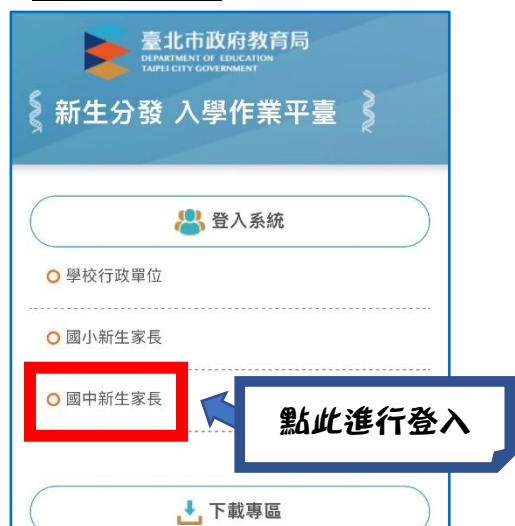 臺北市政府教育局
DEPARTMENT OF EDUCATION
TAIPEI CITY GOVERNMENT
新生分發 入學作業平臺
登入系統
學校行政單位
國小新生家長
國中新生家長
點此進行登入
下載專區